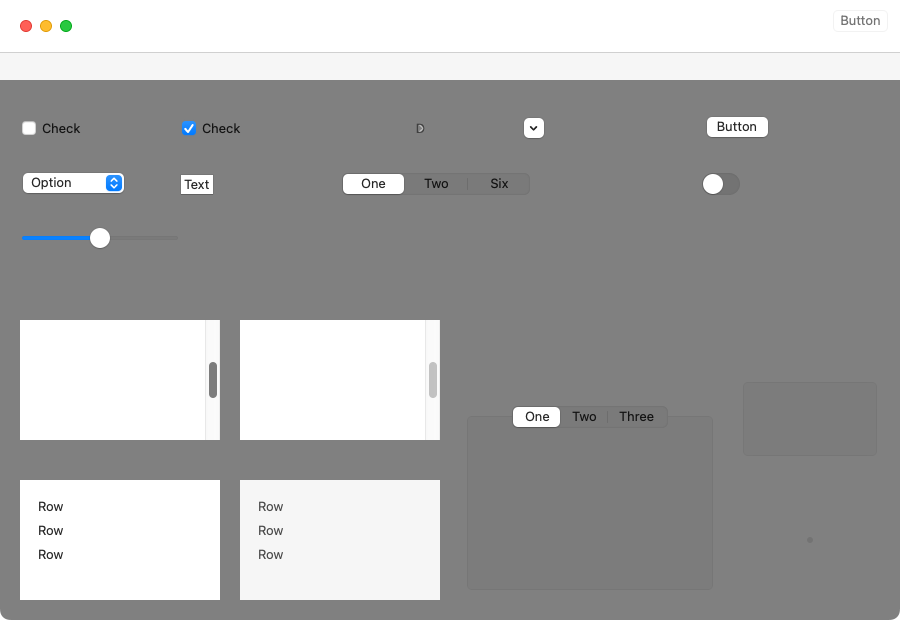 Button
Check
Check
Button
Option
Text
One Two Six
One Two Three
Row
Row
Row
Row
Row
Row